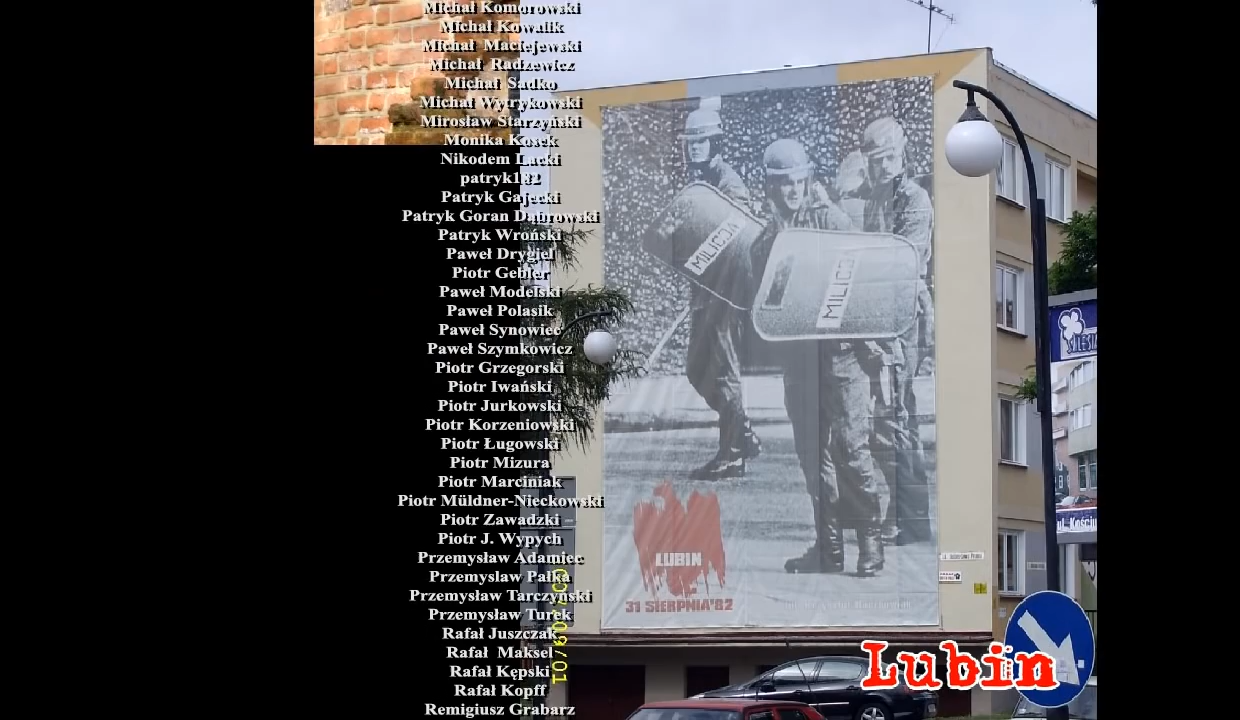 Michał Komorowski
Michał Kowalik
Michał Maciejewski
Michał Radzewicz
Michał Sadko
Michał Wytrykowski
Mirosław Starzyński
Monika Kosek
Nikodem Łacki
patryk182
Patryk Gajecki
Patryk Goran Dąbrowski
Patryk Wroński
Paweł Drygiel
Piotr Gebler
Paweł Modelski
Paweł Polasik
Paweł Synowiec
Paweł Szymkowicz
Piotr Grzegorski
Piotr Iwański
Piotr Jurkowski
Piotr Korzeniowski
Piotr Ługowski
Piotr Mizura
Piotr Marciniak
Piotr Müldner-Nieckowski
Piotr Zawadzki
Piotr J. Wypych
Przemysław Adamiec
Przemyslaw Pałka
Przemysław Tarczyński
Przemysław Turek
Rafał Juszczak
Rafał Maksel
Rafał Kępski
Rafał Kopff
Remigiusz Grabarz
MILICJA
MILICJA
LUBIN
31 SIERPNIA'82
Lubin